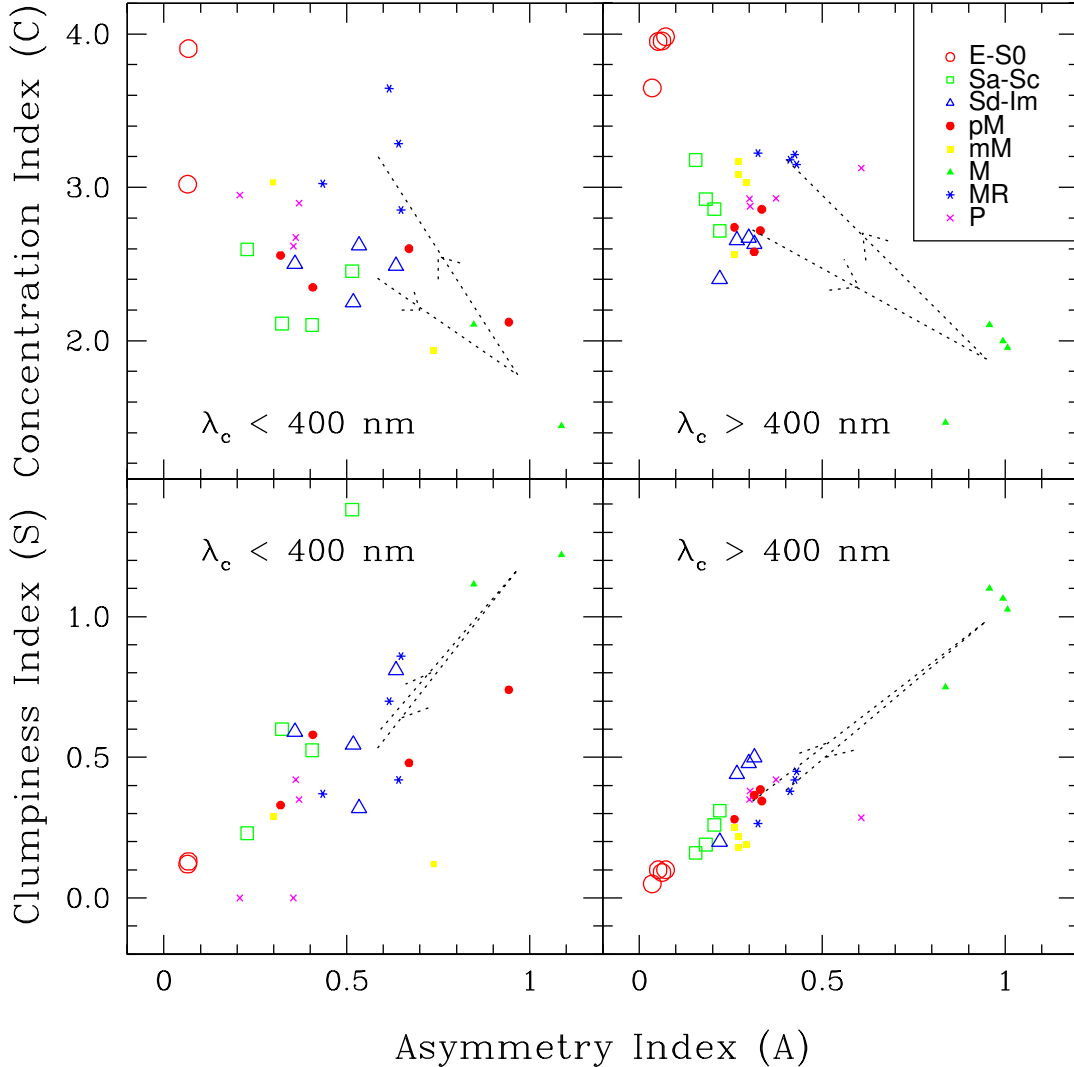 Concentration Index (C)
4.0
3.0
2.0
λc < 400 nm
λc > 400 nm
E-S0
Sa-Sc
Sd-Im
pM
mM
M
MR
P
Clumpiness Index (S)
1.0
0.5
0.0
λc < 400 nm
λc > 400 nm
0 0.5 1 0 0.5 1
Asymmetry Index (A)